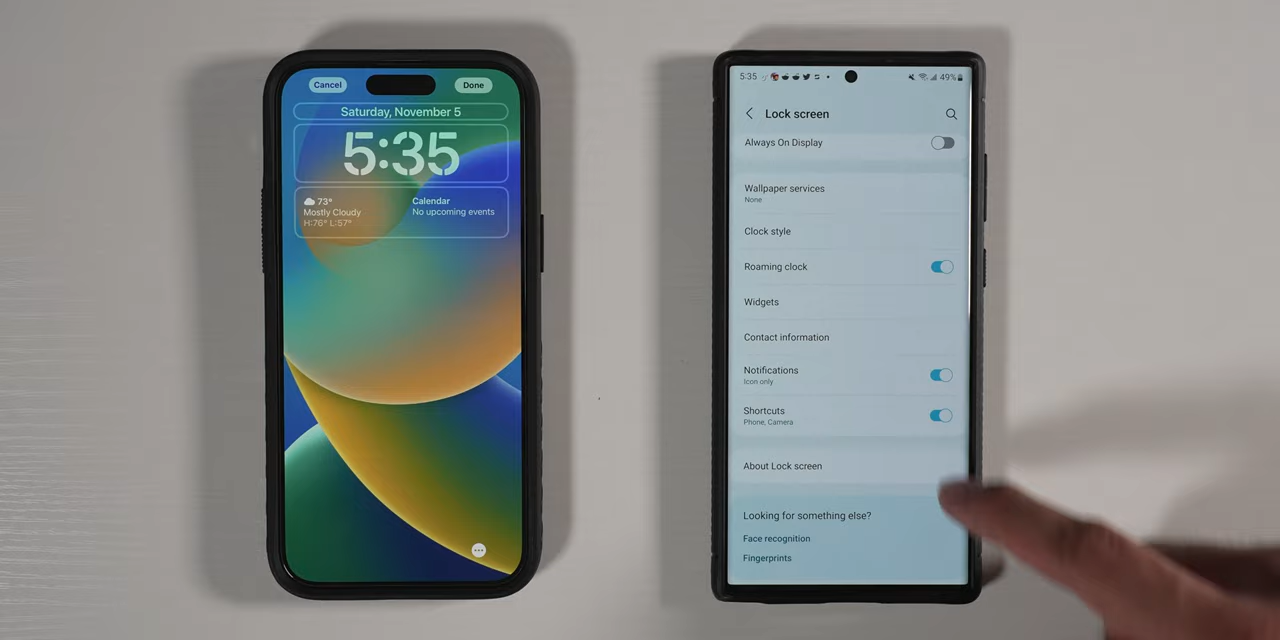 Cancel
Done
Saturday, November 5
5:35
73°
Mostly Cloudy
H:76° L:57°
Calendar
No upcoming events
5:35
49%
Lock screen
Always On Display
Wallpaper services
None
Clock style
Roaming clock
Widgets
Contact information
Notifications
Icon only
Shortcuts
Phone, Camera
About Lock screen
Looking for something else?
Face recognition
Fingerprints